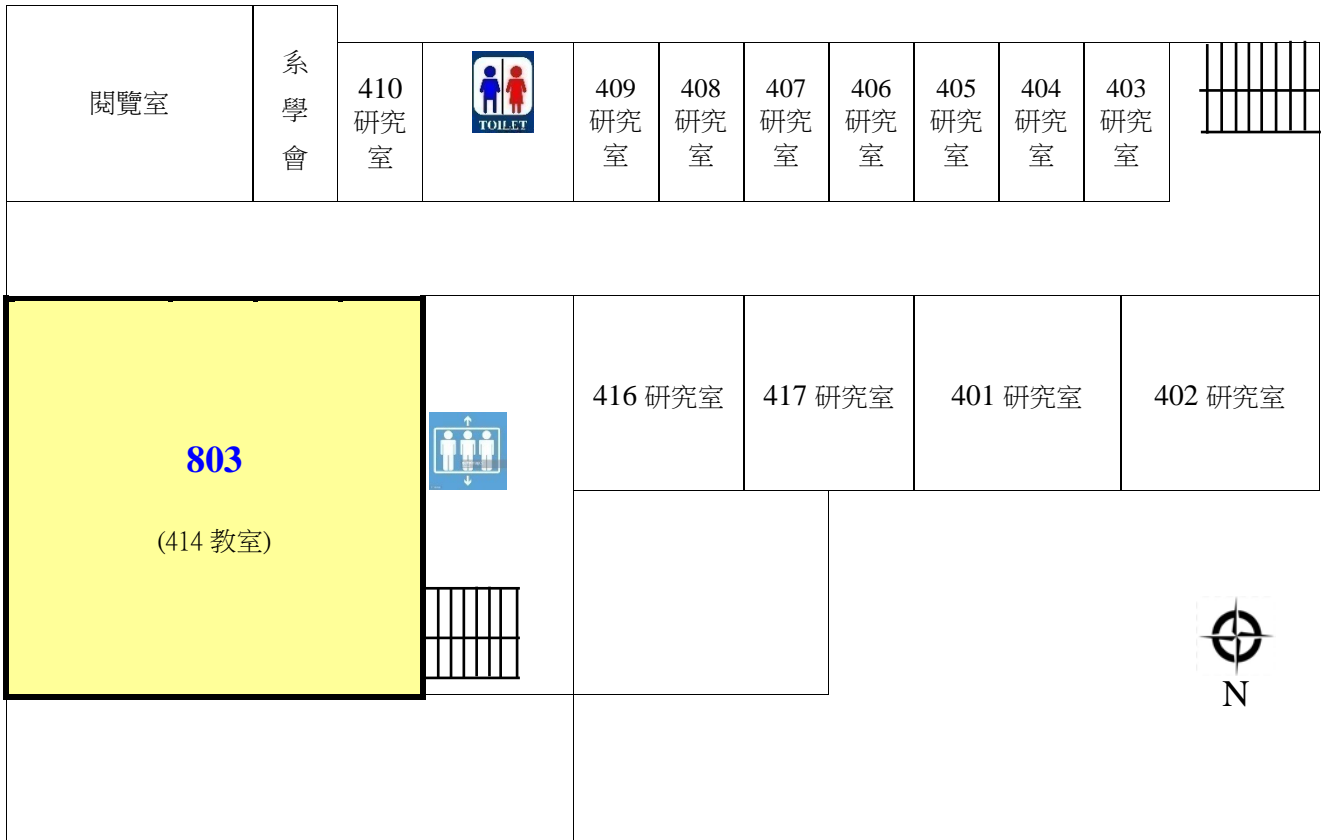 閱覽室
系
學
會
410
研究
室
TOILET
409
研究
室
408
研究
室
407
研究
室
406
研究
室
405
研究
室
404
研究
室
403
研究
室
416 研究室
417 研究室
401 研究室
402 研究室
803
(414 教室)
N